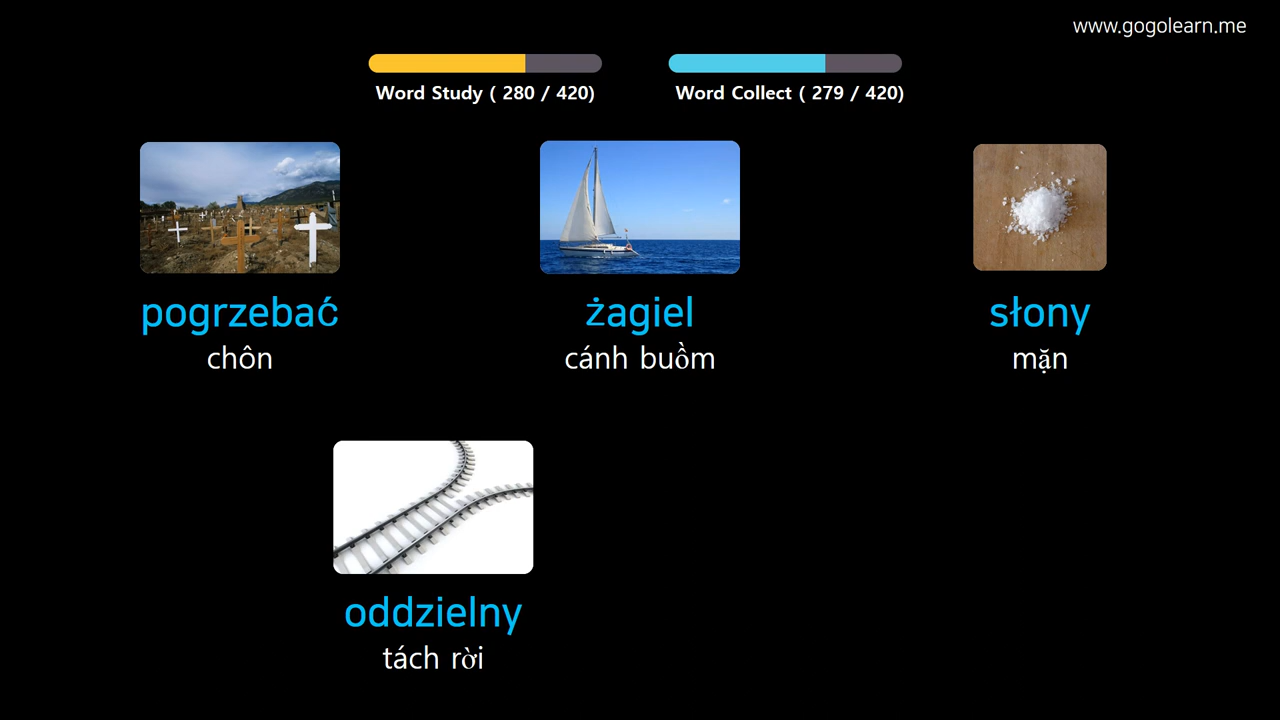 www.gogolearn.me
Word Study ( 280 / 420)
Word Collect ( 279 / 420)
pogrzebać
chôn
żagiel
cánh buồm
słony
mặn
oddzielny
tách rời